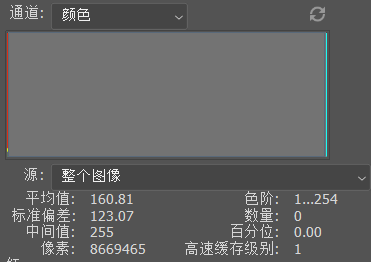 通道: 颜色
源: 整个图像
平均值: 160.81 色阶: 1...254
标准偏差: 123.07 数量: 0
中间值: 255 百分位: 0.00
像素: 8669465 高速缓存级别: 1